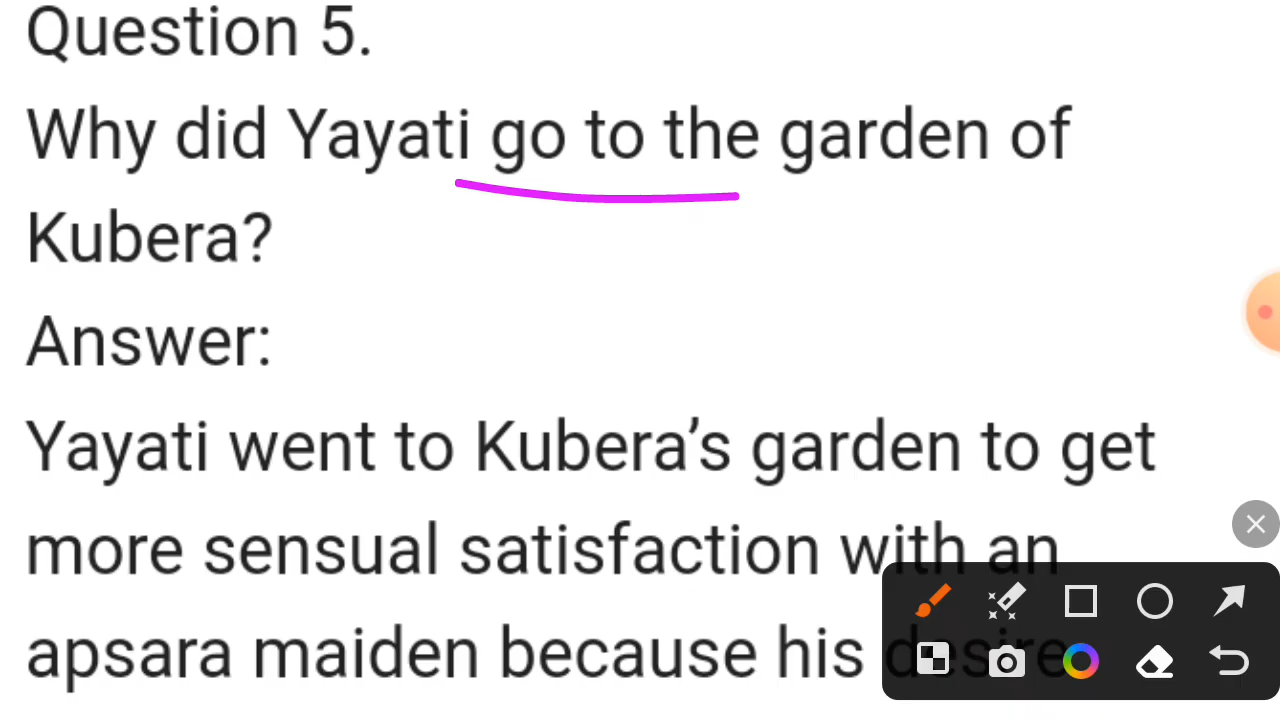 Question 5.
Why did Yayati go to the garden of
Kubera?
Answer:
Yayati went to Kubera’s garden to get
more sensual satisfaction with an
apsara maiden because his desire